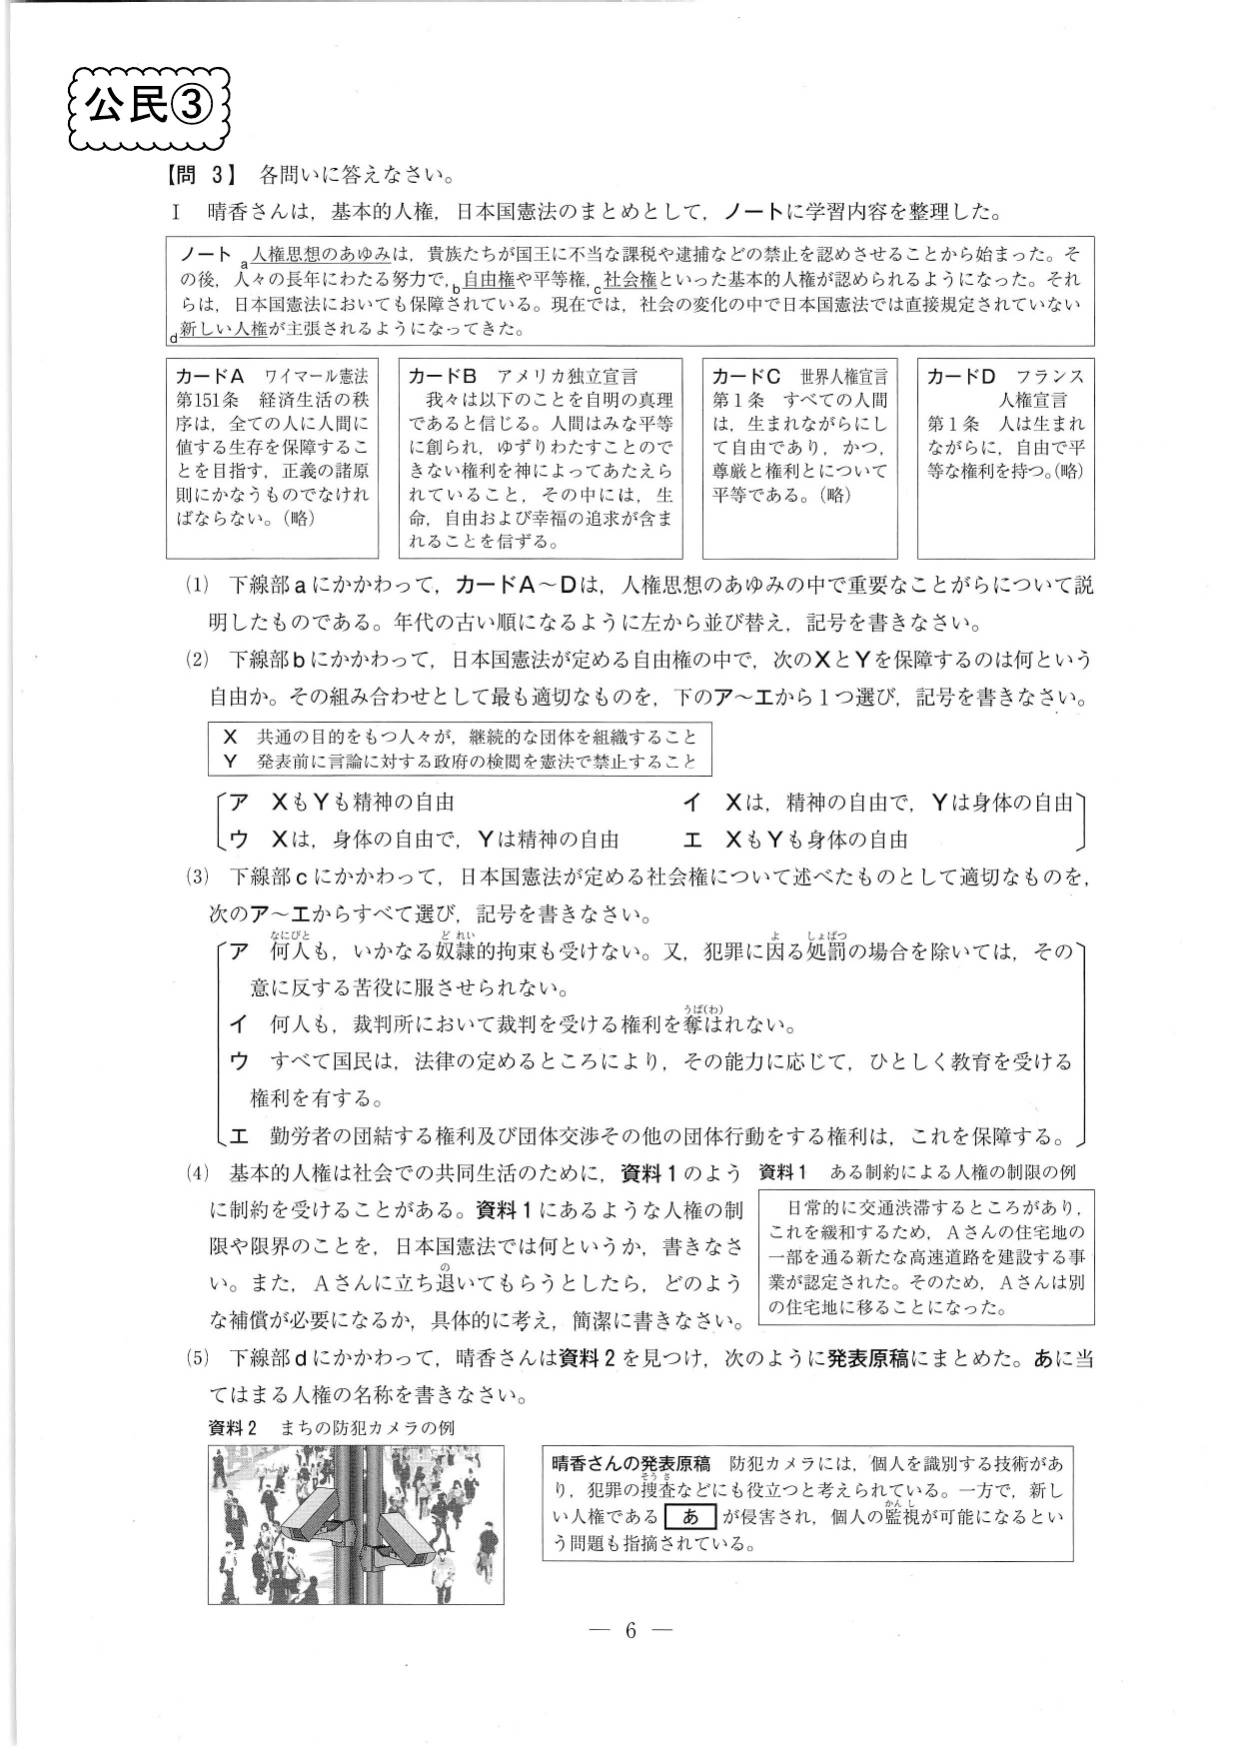 公民③
【問 3】 各問いに答えなさい。
Ⅰ 晴香さんは，基本的人権，日本国憲法のまとめとして，ノートに学習内容を整理した。
ノート a人権思想のあゆみは，貴族たちが国王に不当な課税や逮捕などの禁止を認めさせることから始まった。そ
の後，人々の長年にわたる努力で，b自由権や平等権，c社会権といった基本的人権が認められるようになった。それ
らは，日本国憲法においても保障されている。現在では，社会の変化の中で日本国憲法では直接規定されていない
d新しい人権が主張されるようになってきた。
カードA ワイマール憲法
第151条 経済生活の秩
序は，全ての人に人間に
値する生存を保障するこ
とを目指す，正義の諸原
則にかなうものでなけれ
ばならない。（略）
カードB アメリカ独立宣言
我々は以下のことを自明の真理
であると信じる。人間はみな平等
に創られ，ゆずりわたすことので
きない権利を神によってあたえら
れていること，その中には，生
命，自由および幸福の追求が含ま
れることを信ずる。
カードC 世界人権宣言
第１条 すべての人間
は，生まれながらにし
て自由であり，かつ，
尊厳と権利とについて
平等である。（略）
カードD フランス
人権宣言
第１条 人は生まれ
ながらに，自由で平
等な権利を持つ。（略）
⑴ 下線部aにかかわって，カードA～Dは，人権思想のあゆみの中で重要なことがらについて説
明したものである。年代の古い順になるように左から並び替え，記号を書きなさい。
⑵ 下線部bにかかわって，日本国憲法が定める自由権の中で，次のXとYを保障するのは何という
自由か。その組み合わせとして最も適切なものを，下のア～エから１つ選び，記号を書きなさい。
X 共通の目的をもつ人々が，継続的な団体を組織すること
Y 発表前に言論に対する政府の検閲を憲法で禁止すること
ア XもYも精神の自由 イ Xは，精神の自由で，Yは身体の自由
ウ Xは，身体の自由で，Yは精神の自由 エ XもYも身体の自由
⑶ 下線部cにかかわって，日本国憲法が定める社会権について述べたものとして適切なものを，
次のア～エからすべて選び，記号を書きなさい。
なにびと どれい よ しょばつ
ア 何人も，いかなる奴隷的拘束も受けない。又，犯罪に因る処罰の場合を除いては，その
意に反する苦役に服させられない。
うば(わ)
イ 何人も，裁判所において裁判を受ける権利を奪はれない。
ウ すべて国民は，法律の定めるところにより，その能力に応じて，ひとしく教育を受ける
権利を有する。
エ 勤労者の団結する権利及び団体交渉その他の団体行動をする権利は，これを保障する。
⑷ 基本的人権は社会での共同生活のために，資料1のよう
に制約を受けることがある。資料1にあるような人権の制
限や限界のことを，日本国憲法では何というか，書きなさ
の
い。また，Aさんに立ち退いてもらうとしたら，どのよう
な補償が必要になるか，具体的に考え，簡潔に書きなさい。
資料1 ある制約による人権の制限の例
日常的に交通渋滞するところがあり，
これを緩和するため，Aさんの住宅地の
一部を通る新たな高速道路を建設する事
業が認定された。そのため，Aさんは別
の住宅地に移ることになった。
⑸ 下線部dにかかわって，晴香さんは資料2を見つけ，次のように発表原稿にまとめた。あに当
てはまる人権の名称を書きなさい。
資料2 まちの防犯カメラの例
晴香さんの発表原稿 防犯カメラには，個人を識別する技術があ
そうさ
り，犯罪の捜査などにも役立つと考えられている。一方で，新し
かんし
い人権である あ が侵害され，個人の監視が可能になるとい
う問題も指摘されている。
― 6 ―